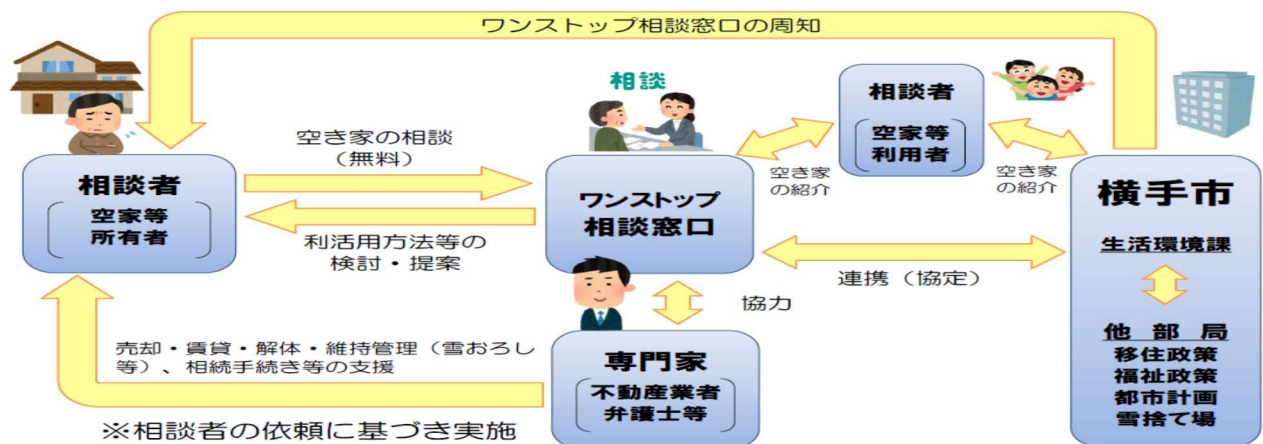 ワンストップ相談窓口の周知
相談
相談者
空家等
利用者
空き家の相談
（無料）
空き家
の紹介
空き家
の紹介
相談者
空家等
所有者
ワンストップ
相談窓口
横手市
生活環境課
利活用方法等の
検討・提案
連携（協定）
協力
他部局
移住政策
福祉政策
都市計画
雪捨て場
売却・賃貸・解体・維持管理（雪おろし
等）、相続手続き等の支援
専門家
不動産業者
弁護士等
※相談者の依頼に基づき実施